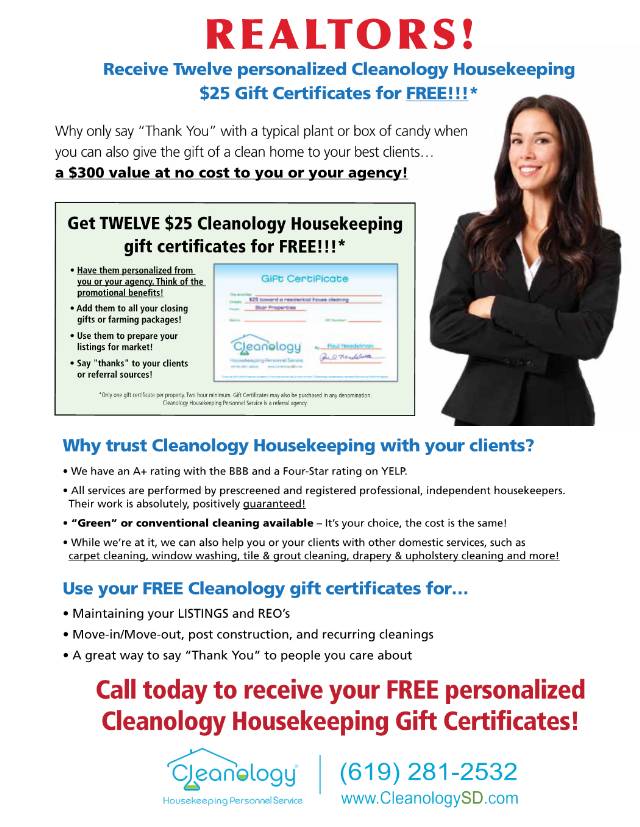 REALTORS!
Receive Twelve personalized Cleanology Housekeeping
$25 Gift Certificates for FREE!!!*
Why only say “Thank You” with a typical plant or box of candy when
you can also give the gift of a clean home to your best clients…
a $300 value at no cost to you or your agency!
Get TWELVE $25 Cleanology Housekeeping
gift certificates for FREE!!!*
• Have them personalized from
you or your agency. Think of the
promotional benefits!
• Add them to all your closing
gifts or farming packages!
• Use them to prepare your
listings for market!
• Say "thanks" to your clients
or referral sources!
Gift Certificate
$25 toward a residential house cleaning
Star Properties
Cleanology
Housekeeping Personnel Service
By Paul Needelman
*Only one gift certificate per property. Two hour minimum. Gift Certificates may also be purchased in any denomination.
Cleanology Housekeeping Personnel Service is a referral agency
Why trust Cleanology Housekeeping with your clients?
• We have an A+ rating with the BBB and a Four-Star rating on YELP.
• All services are performed by prescreened and registered professional, independent housekeepers.
Their work is absolutely, positively guaranteed!
• “Green” or conventional cleaning available – It’s your choice, the cost is the same!
• While we’re at it, we can also help you or your clients with other domestic services, such as
carpet cleaning, window washing, tile & grout cleaning, drapery & upholstery cleaning and more!
Use your FREE Cleanology gift certificates for…
• Maintaining your LISTINGS and REO’s
• Move-in/Move-out, post construction, and recurring cleanings
• A great way to say “Thank You” to people you care about
Call today to receive your FREE personalized
Cleanology Housekeeping Gift Certificates!
Cleanology®
Housekeeping Personnel Service
(619) 281-2532
www.CleanologySD.com